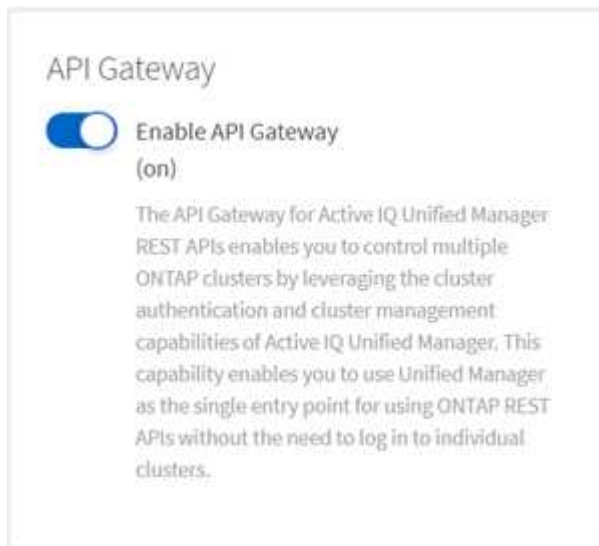 API Gateway
Enable API Gateway
(on)
The API Gateway for Active IQ Unified Manager
REST APIs enables you to control multiple
ONTAP clusters by leveraging the cluster
authentication and cluster management
capabilities of Active IQ Unified Manager. This
capability enables you to use Unified Manager
as the single entry point for using ONTAP REST
APIs without the need to log in to individual
clusters.